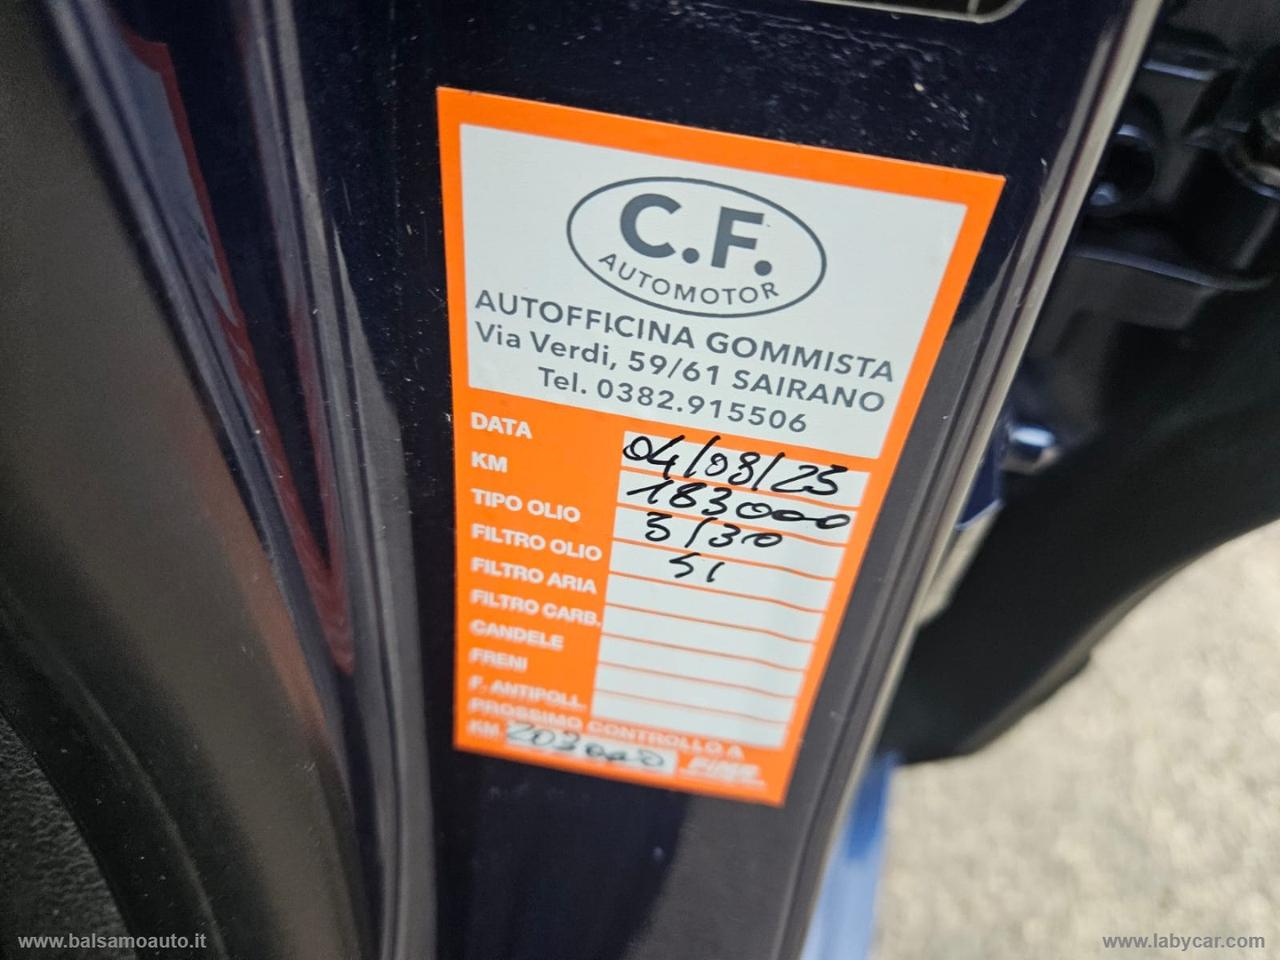 C.F.
AUTOMOTOR
AUTOFFICINA GOMMISTA
Via Verdi, 59/61 SAIRANO
Tel. 0382.915506
DATA 04/08/23
KM 183000
TIPO OLIO 5/30
FILTRO OLIO SI
FILTRO ARIA
FILTRO CARB.
CANDELE
FRENI
F. ANTIPOLL.
PROSSIMO CONTROLLO A
KM 203000
www.balsamoauto.it
www.labycar.com